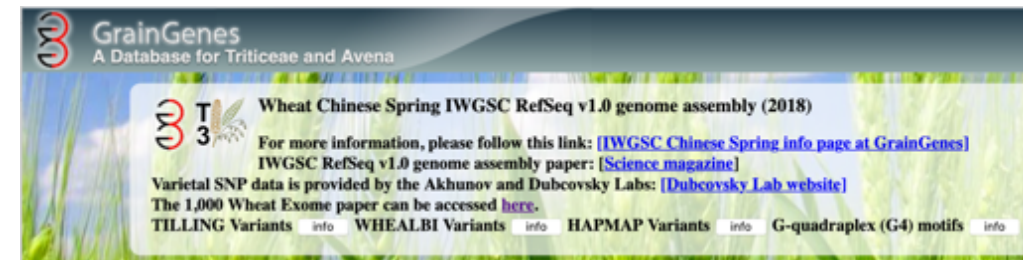 GrainGenes
A Database for Triticeae and Avena
T3
Wheat Chinese Spring IWGSC RefSeq v1.0 genome assembly (2018)
For more information, please follow this link: [IWGSC Chinese Spring info page at GrainGenes]
IWGSC RefSeq v1.0 genome assembly paper: [Science magazine]
Varietal SNP data is provided by the Akhunov and Dubcovsky Labs: [Dubcovsky Lab website]
The 1,000 Wheat Exome paper can be accessed here.
TILLING Variants info WHEALBI Variants info HAPMAP Variants info G-quadraplex (G4) motifs info